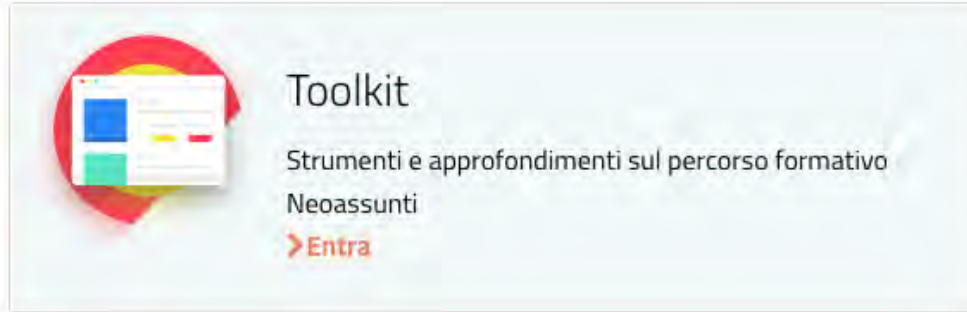 Toolkit
Strumenti e approfondimenti sul percorso formativo
Neoassunti
Entra